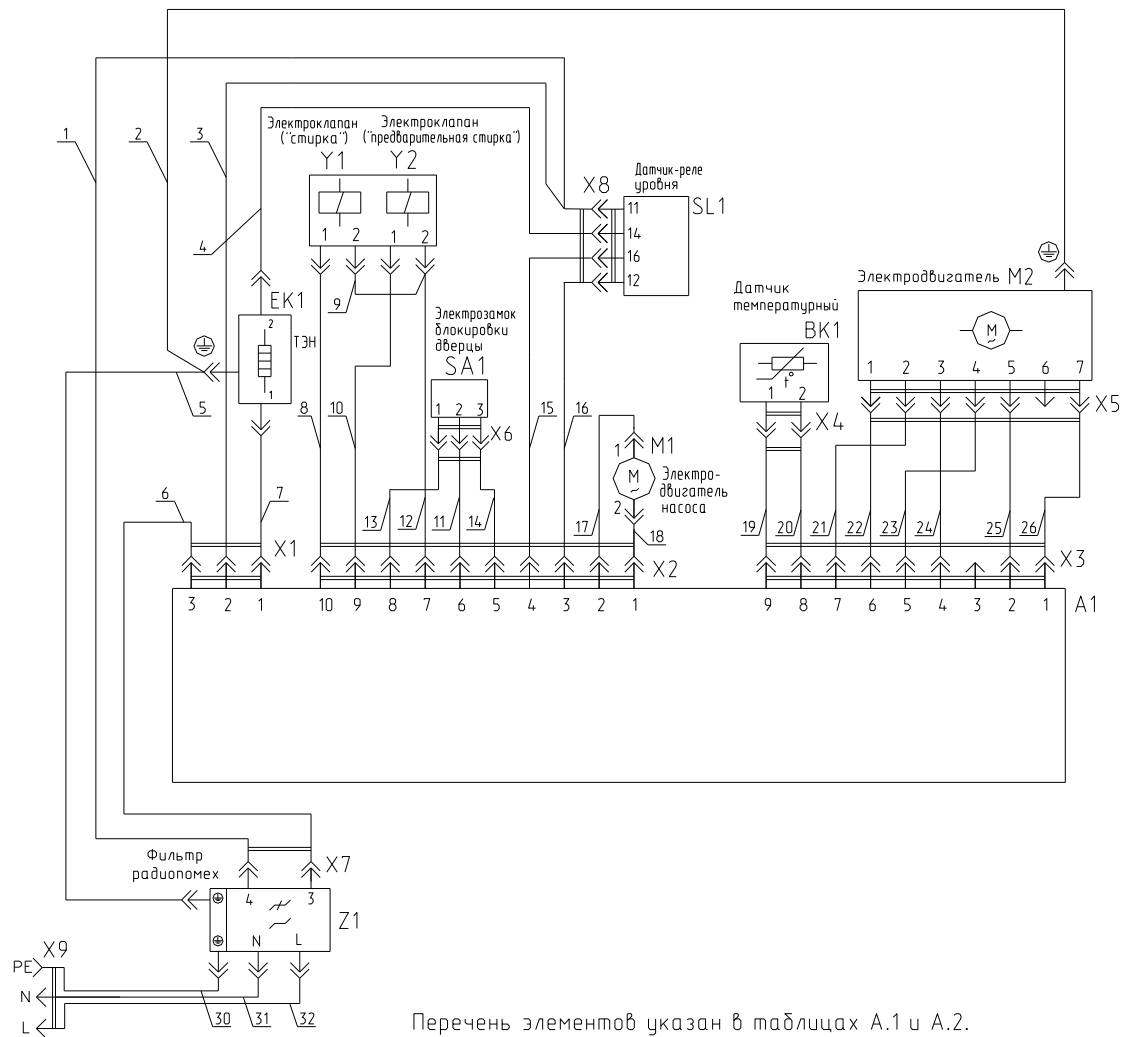 Электроклапан
("стирка")
Электроклапан
("предварительная стирка")
Y1
Y2
1 2 1 2
1
2
3
4
Датчик-реле
уровня
X8
SL1
11
14
16
12
9
EK1
2
ТЭН
1
5
Электрозамок
блокировки
дверцы
SA1
1 2 3
X6
Датчик
температурный
BK1
t°
1 2
X4
Электродвигатель M2
M
~
1 2 3 4 5 6 7
X5
8
10
15
16
M1
1
M
~
2
Электро-
двигатель
насоса
6
7
13
12
11
14
17
18
19
20
21
22
23
24
25
26
X1
X2
X3
3 2 1
10 9 8 7 6 5 4 3 2 1
9 8 7 6 5 4 3 2 1
A1
Фильтр
радиопомех
X7
4 3
Z1
N L
X9
PE
N
L
30
31
32
Перечень элементов указан в таблицах А.1 и А.2.